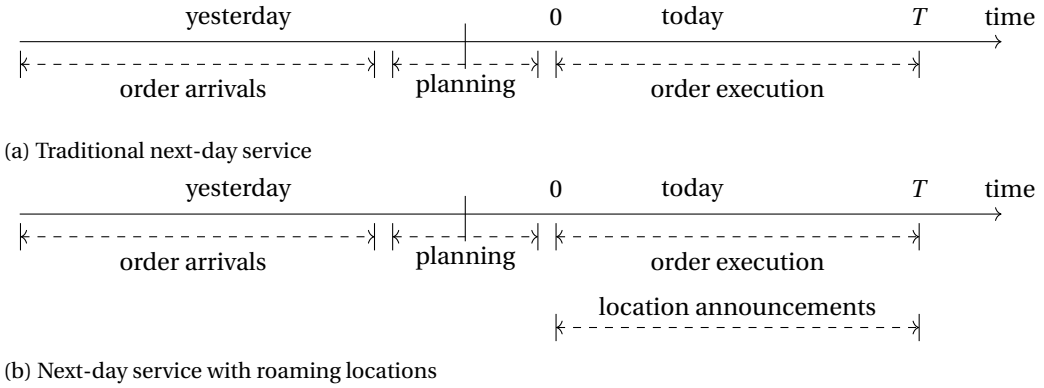 yesterday 0 today T time
order arrivals planning order execution
(a) Traditional next-day service
yesterday 0 today T time
order arrivals planning order execution
location announcements
(b) Next-day service with roaming locations